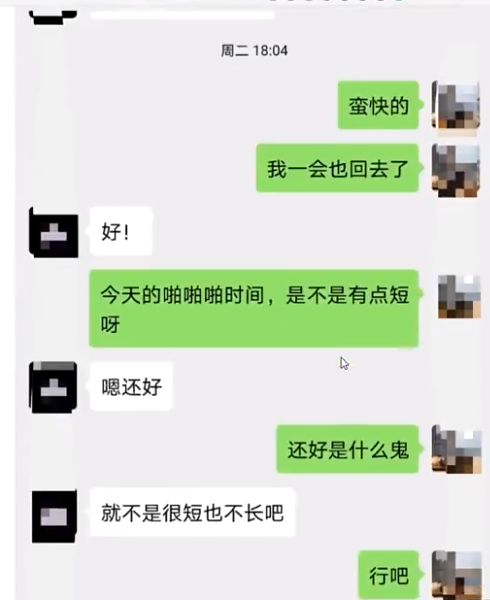 周二 18:04
蛮快的
我一会也回去了
好!
今天的啪啪啪时间，是不是有点短
呀
嗯还好
还好是什么鬼
就不是很短也不长吧
行吧